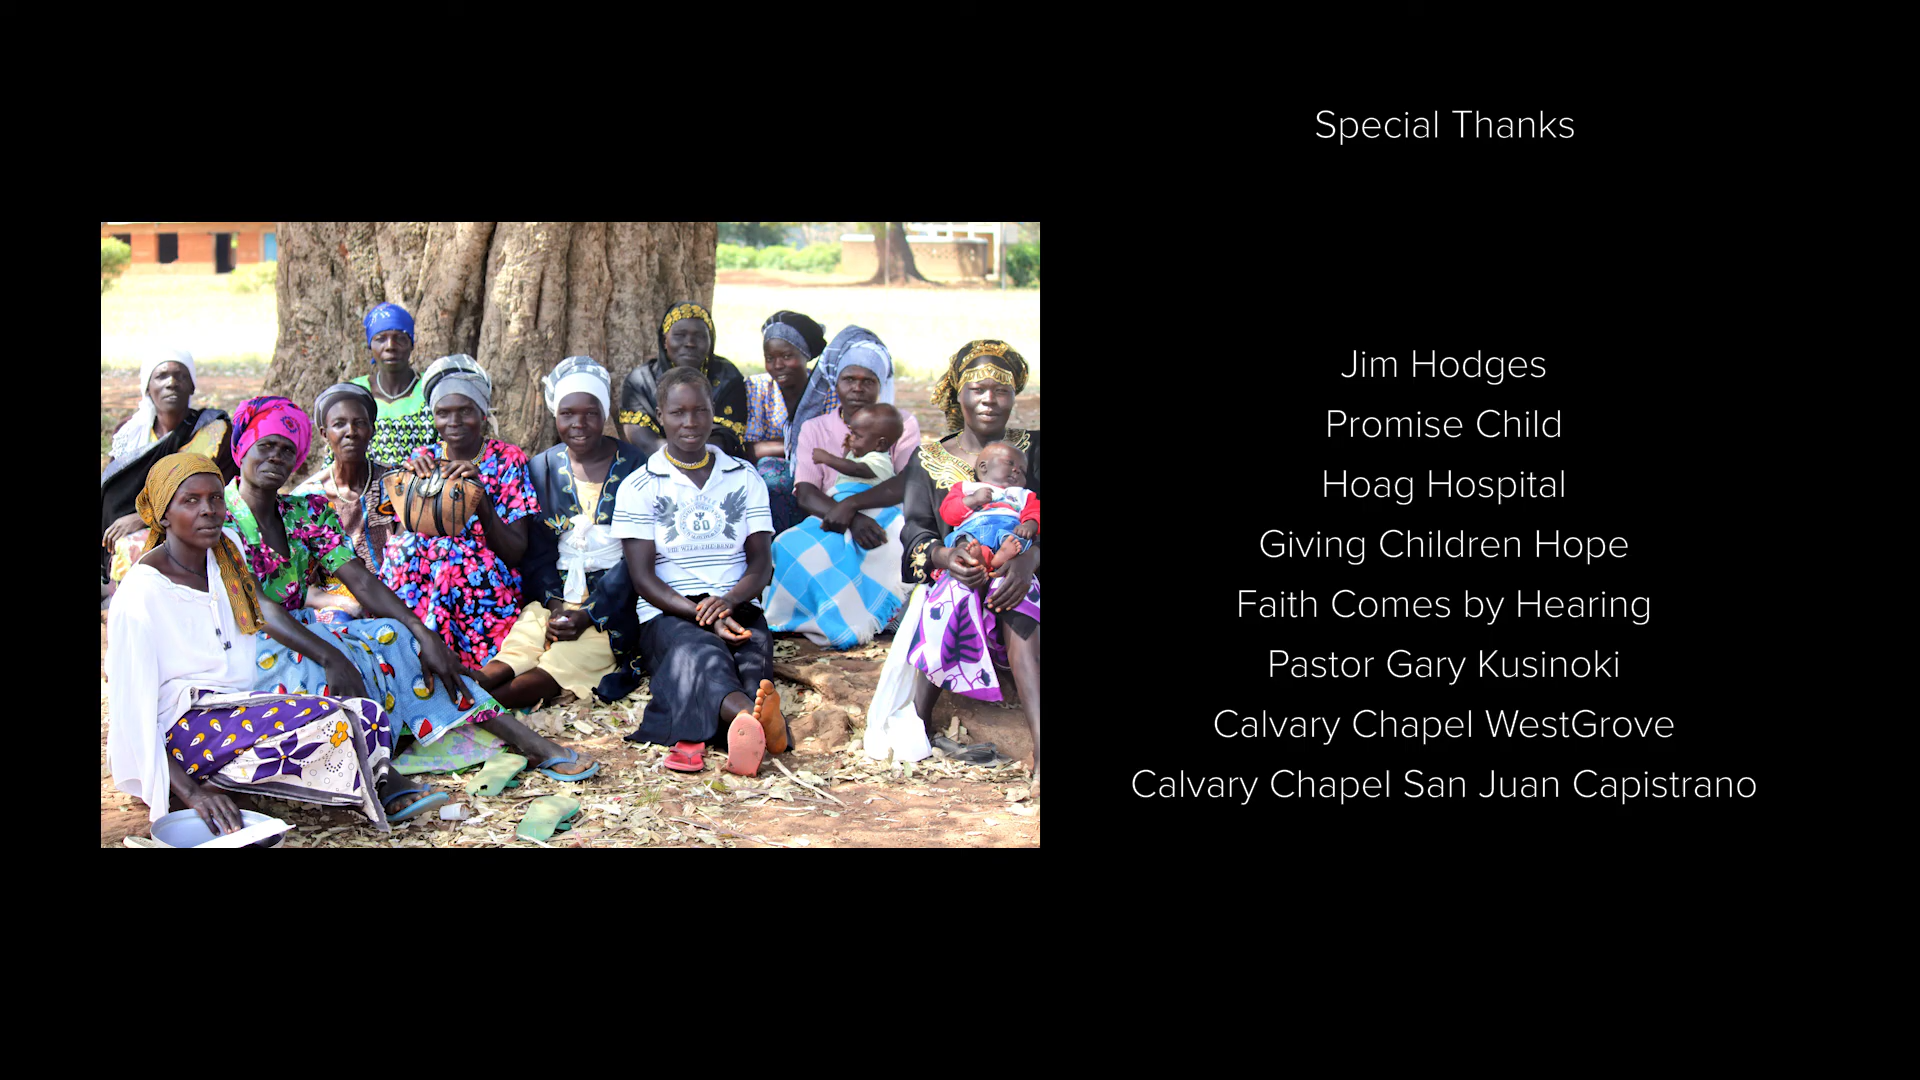 Special Thanks
80
Jim Hodges
Promise Child
Hoag Hospital
Giving Children Hope
Faith Comes by Hearing
Pastor Gary Kusinoki
Calvary Chapel WestGrove
Calvary Chapel San Juan Capistrano